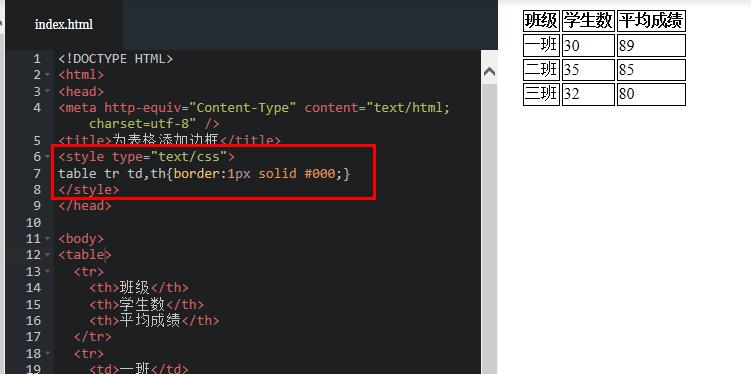 index.html
1 <!DOCTYPE HTML>
2 <html>
3 <head>
4 <meta http-equiv="Content-Type" content="text/html;
charset=utf-8" />
5 <title>为表格添加边框</title>
6 <style type="text/css">
7 table tr td,th{border:1px solid #000;}
8 </style>
9 </head>
10
11 <body>
12 <table>
13 <tr>
14 <th>班级</th>
15 <th>学生数</th>
16 <th>平均成绩</th>
17 </tr>
18 <tr>
19 <td>一班</td>
班级 学生数 平均成绩
一班 30 89
二班 35 85
三班 32 80